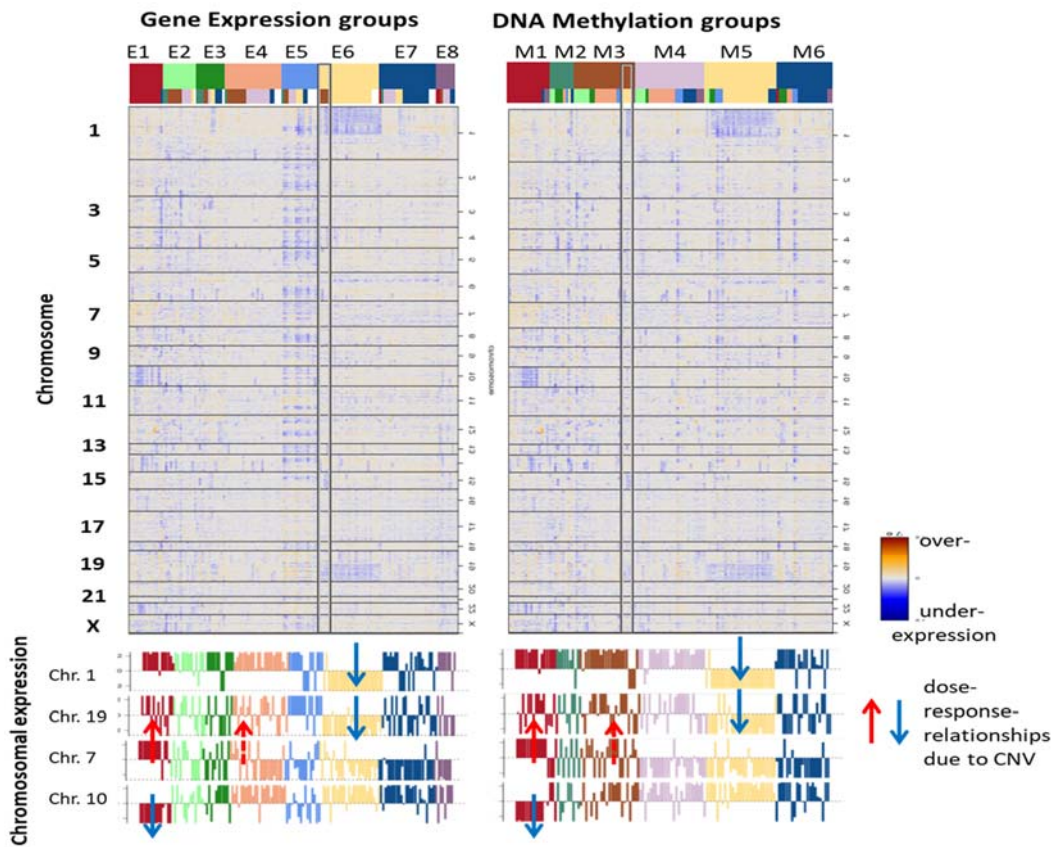 Gene Expression groups
DNA Methylation groups
E1 E2 E3 E4 E5 E6 E7 E8
M1 M2 M3 M4 M5 M6
Chromosome
1
3
5
7
9
11
13
15
17
19
21
X
over-
under-
expression
Chromosomal expression
Chr. 1
Chr. 19
Chr. 7
Chr. 10
dose-
response-
relationships
due to CNV